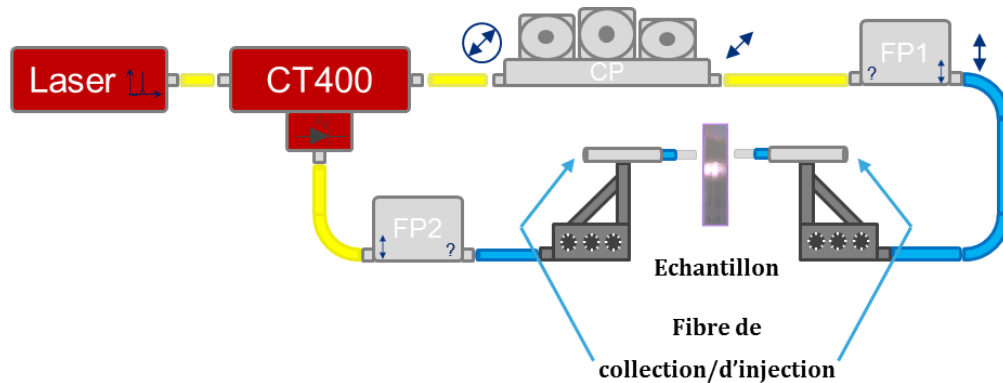 Laser
CT400
CP
FP1
?
FP2
?
Echantillon
Fibre de
collection/d'injection